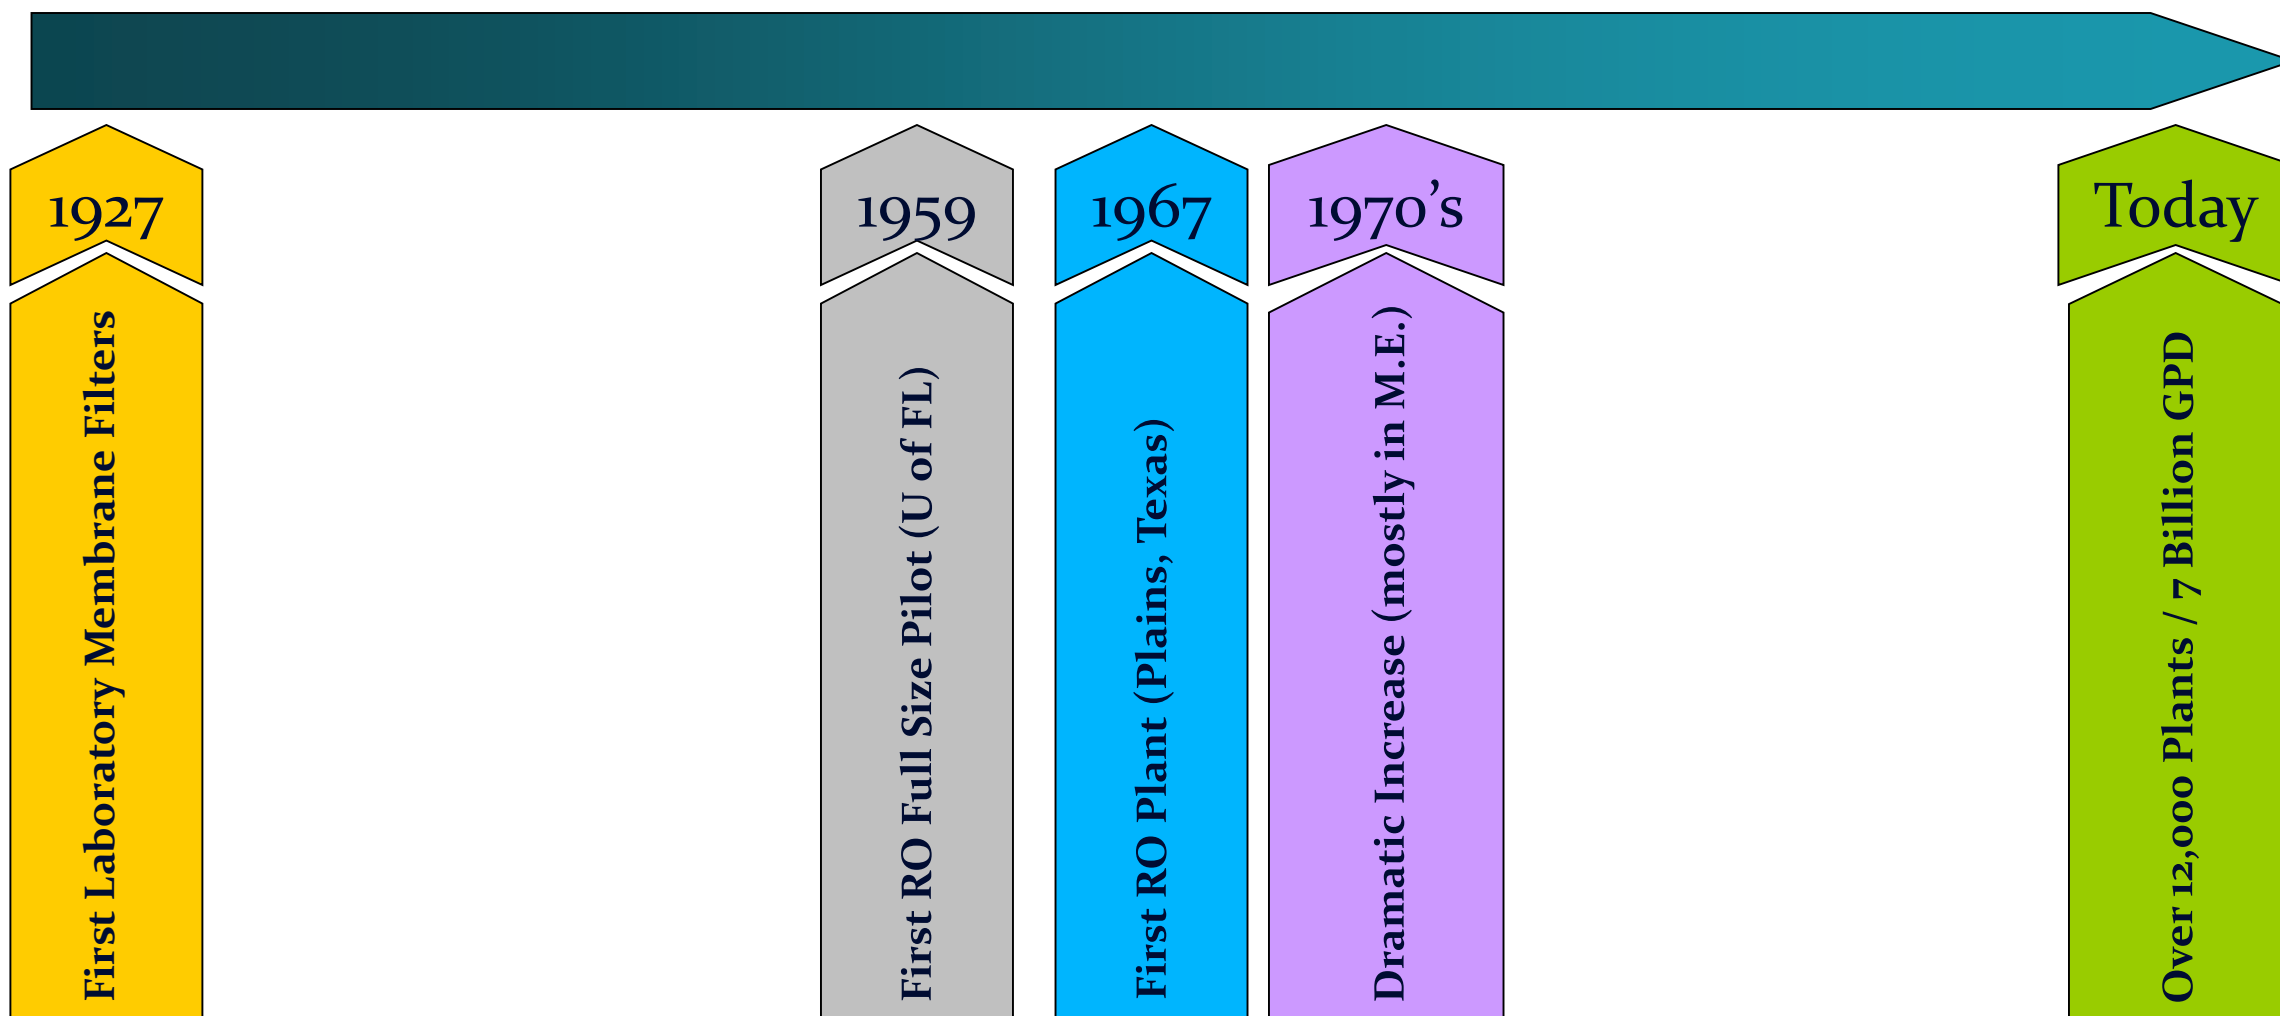 1927
First Laboratory Membrane Filters
1959
First RO Full Size Pilot (U of FL)
1967
First RO Plant (Plains, Texas)
1970’s
Dramatic Increase (mostly in M.E.)
Today
Over 12,000 Plants / 7 Billion GPD